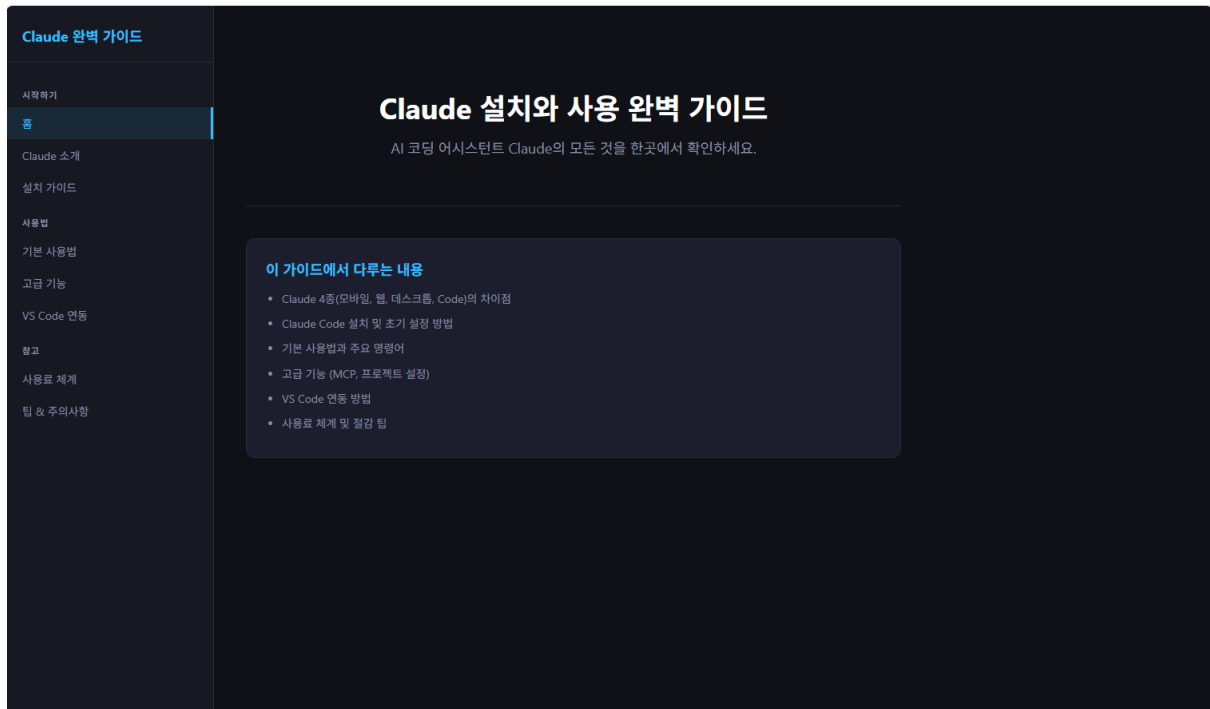 Claude 완벽 가이드
시작하기
홈
Claude 소개
설치 가이드
사용법
기본 사용법
고급 기능
VS Code 연동
참고
사용료 체계
팁 & 주의사항
Claude 설치와 사용 완벽 가이드
AI 코딩 어시스턴트 Claude의 모든 것을 한곳에서 확인하세요.
이 가이드에서 다루는 내용
• Claude 4종(모바일, 웹, 데스크톱, Code)의 차이점
• Claude Code 설치 및 초기 설정 방법
• 기본 사용법과 주요 명령어
• 고급 기능 (MCP, 프로젝트 설정)
• VS Code 연동 방법
• 사용료 체계 및 절감 팁